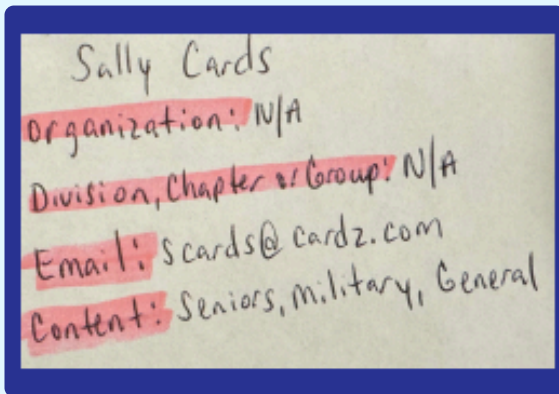 Sally Cards
Organization: N/A
Division, Chapter or Group: N/A
Email: scards@cardz.com
Content: Seniors, Military, General